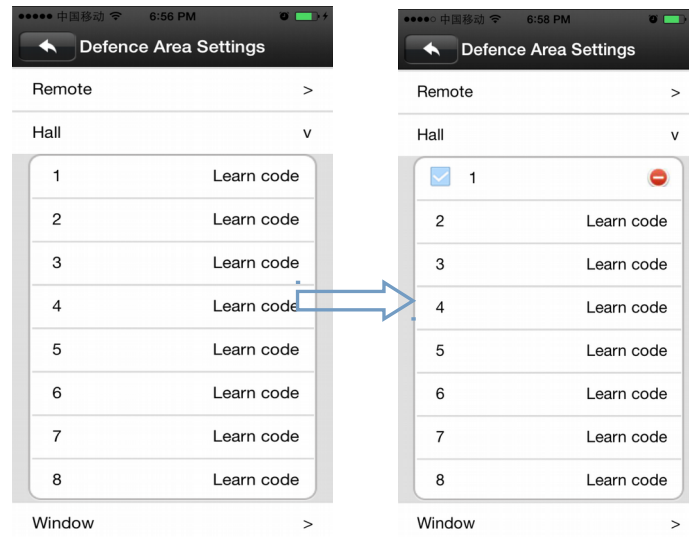 中国移动 6:56 PM
Defence Area Settings
Remote >
Hall v
1 Learn code
2 Learn code
3 Learn code
4 Learn code
5 Learn code
6 Learn code
7 Learn code
8 Learn code
Window >
中国移动 6:58 PM
Defence Area Settings
Remote >
Hall v
1
2 Learn code
3 Learn code
4 Learn code
5 Learn code
6 Learn code
7 Learn code
8 Learn code
Window >